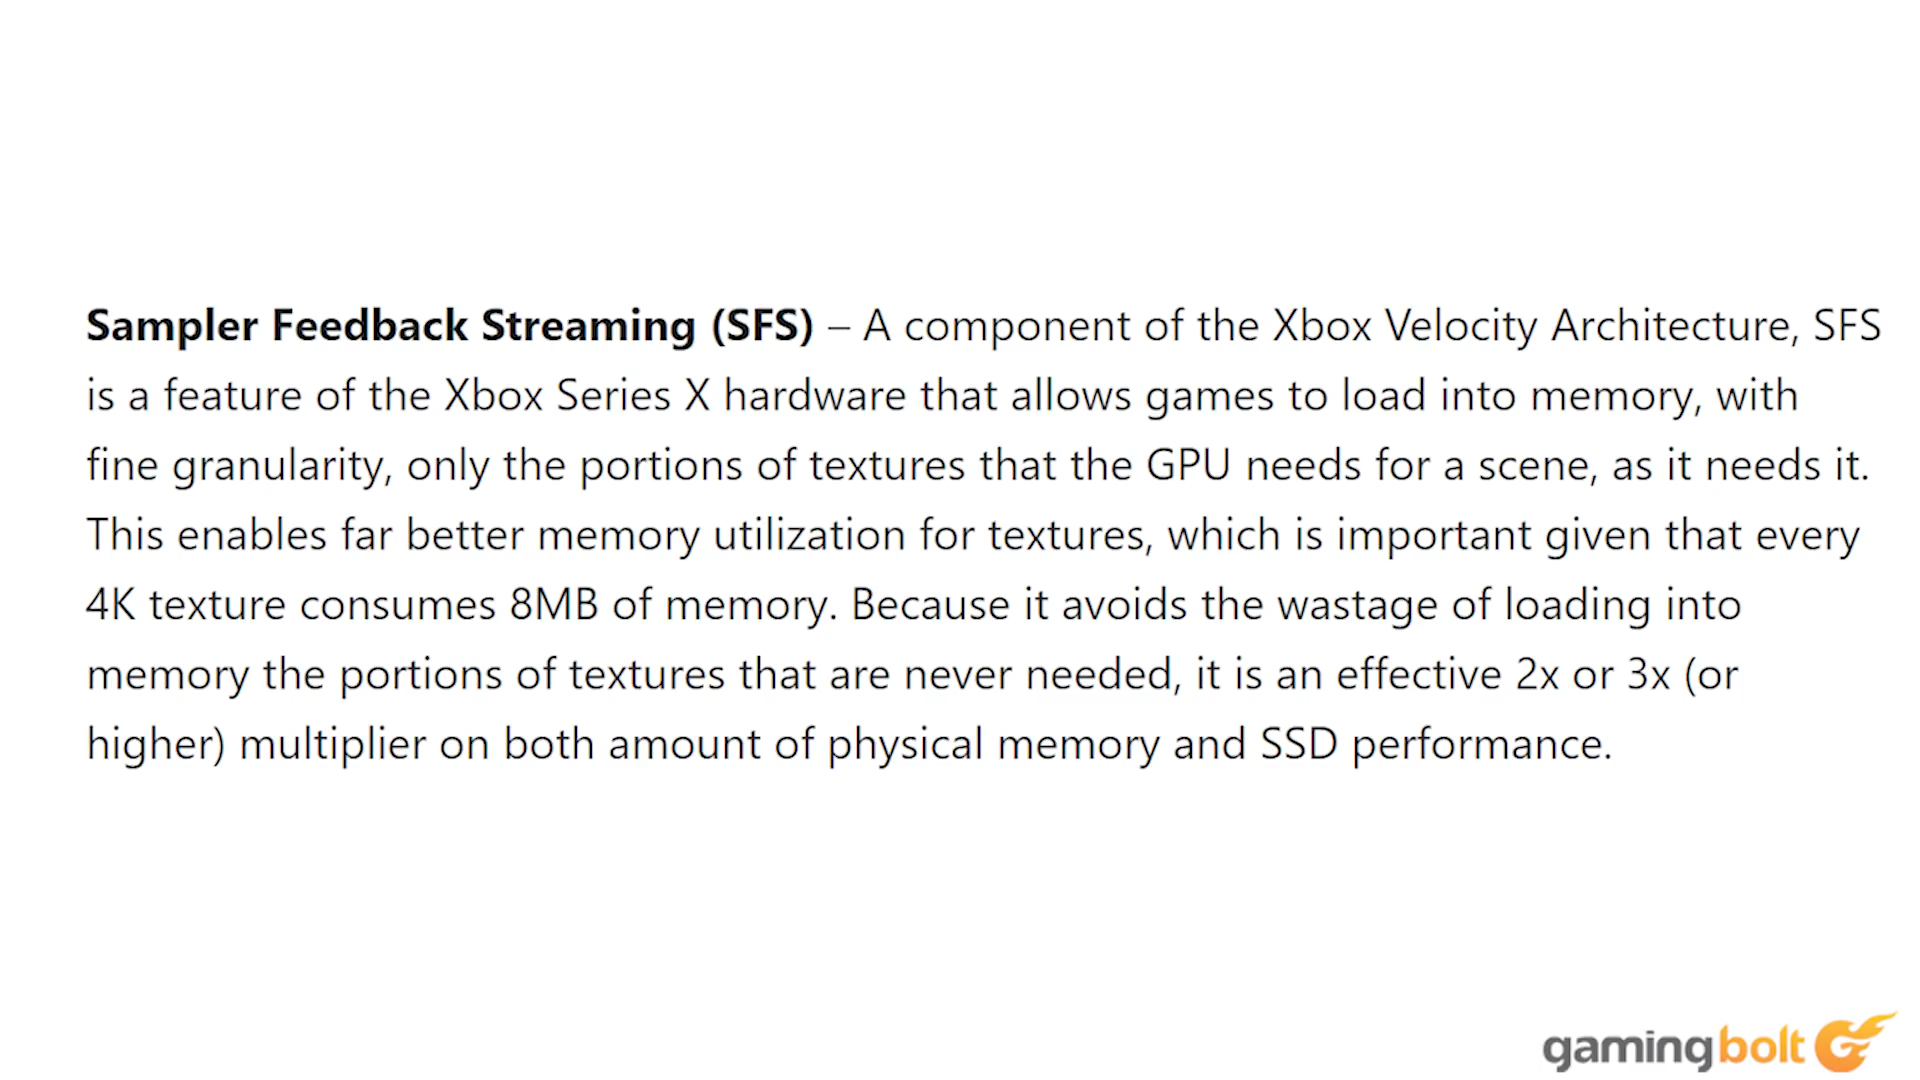 Sampler Feedback Streaming (SFS) – A component of the Xbox Velocity Architecture, SFS
is a feature of the Xbox Series X hardware that allows games to load into memory, with
fine granularity, only the portions of textures that the GPU needs for a scene, as it needs it.
This enables far better memory utilization for textures, which is important given that every
4K texture consumes 8MB of memory. Because it avoids the wastage of loading into
memory the portions of textures that are never needed, it is an effective 2x or 3x (or
higher) multiplier on both amount of physical memory and SSD performance.
gamingbolt